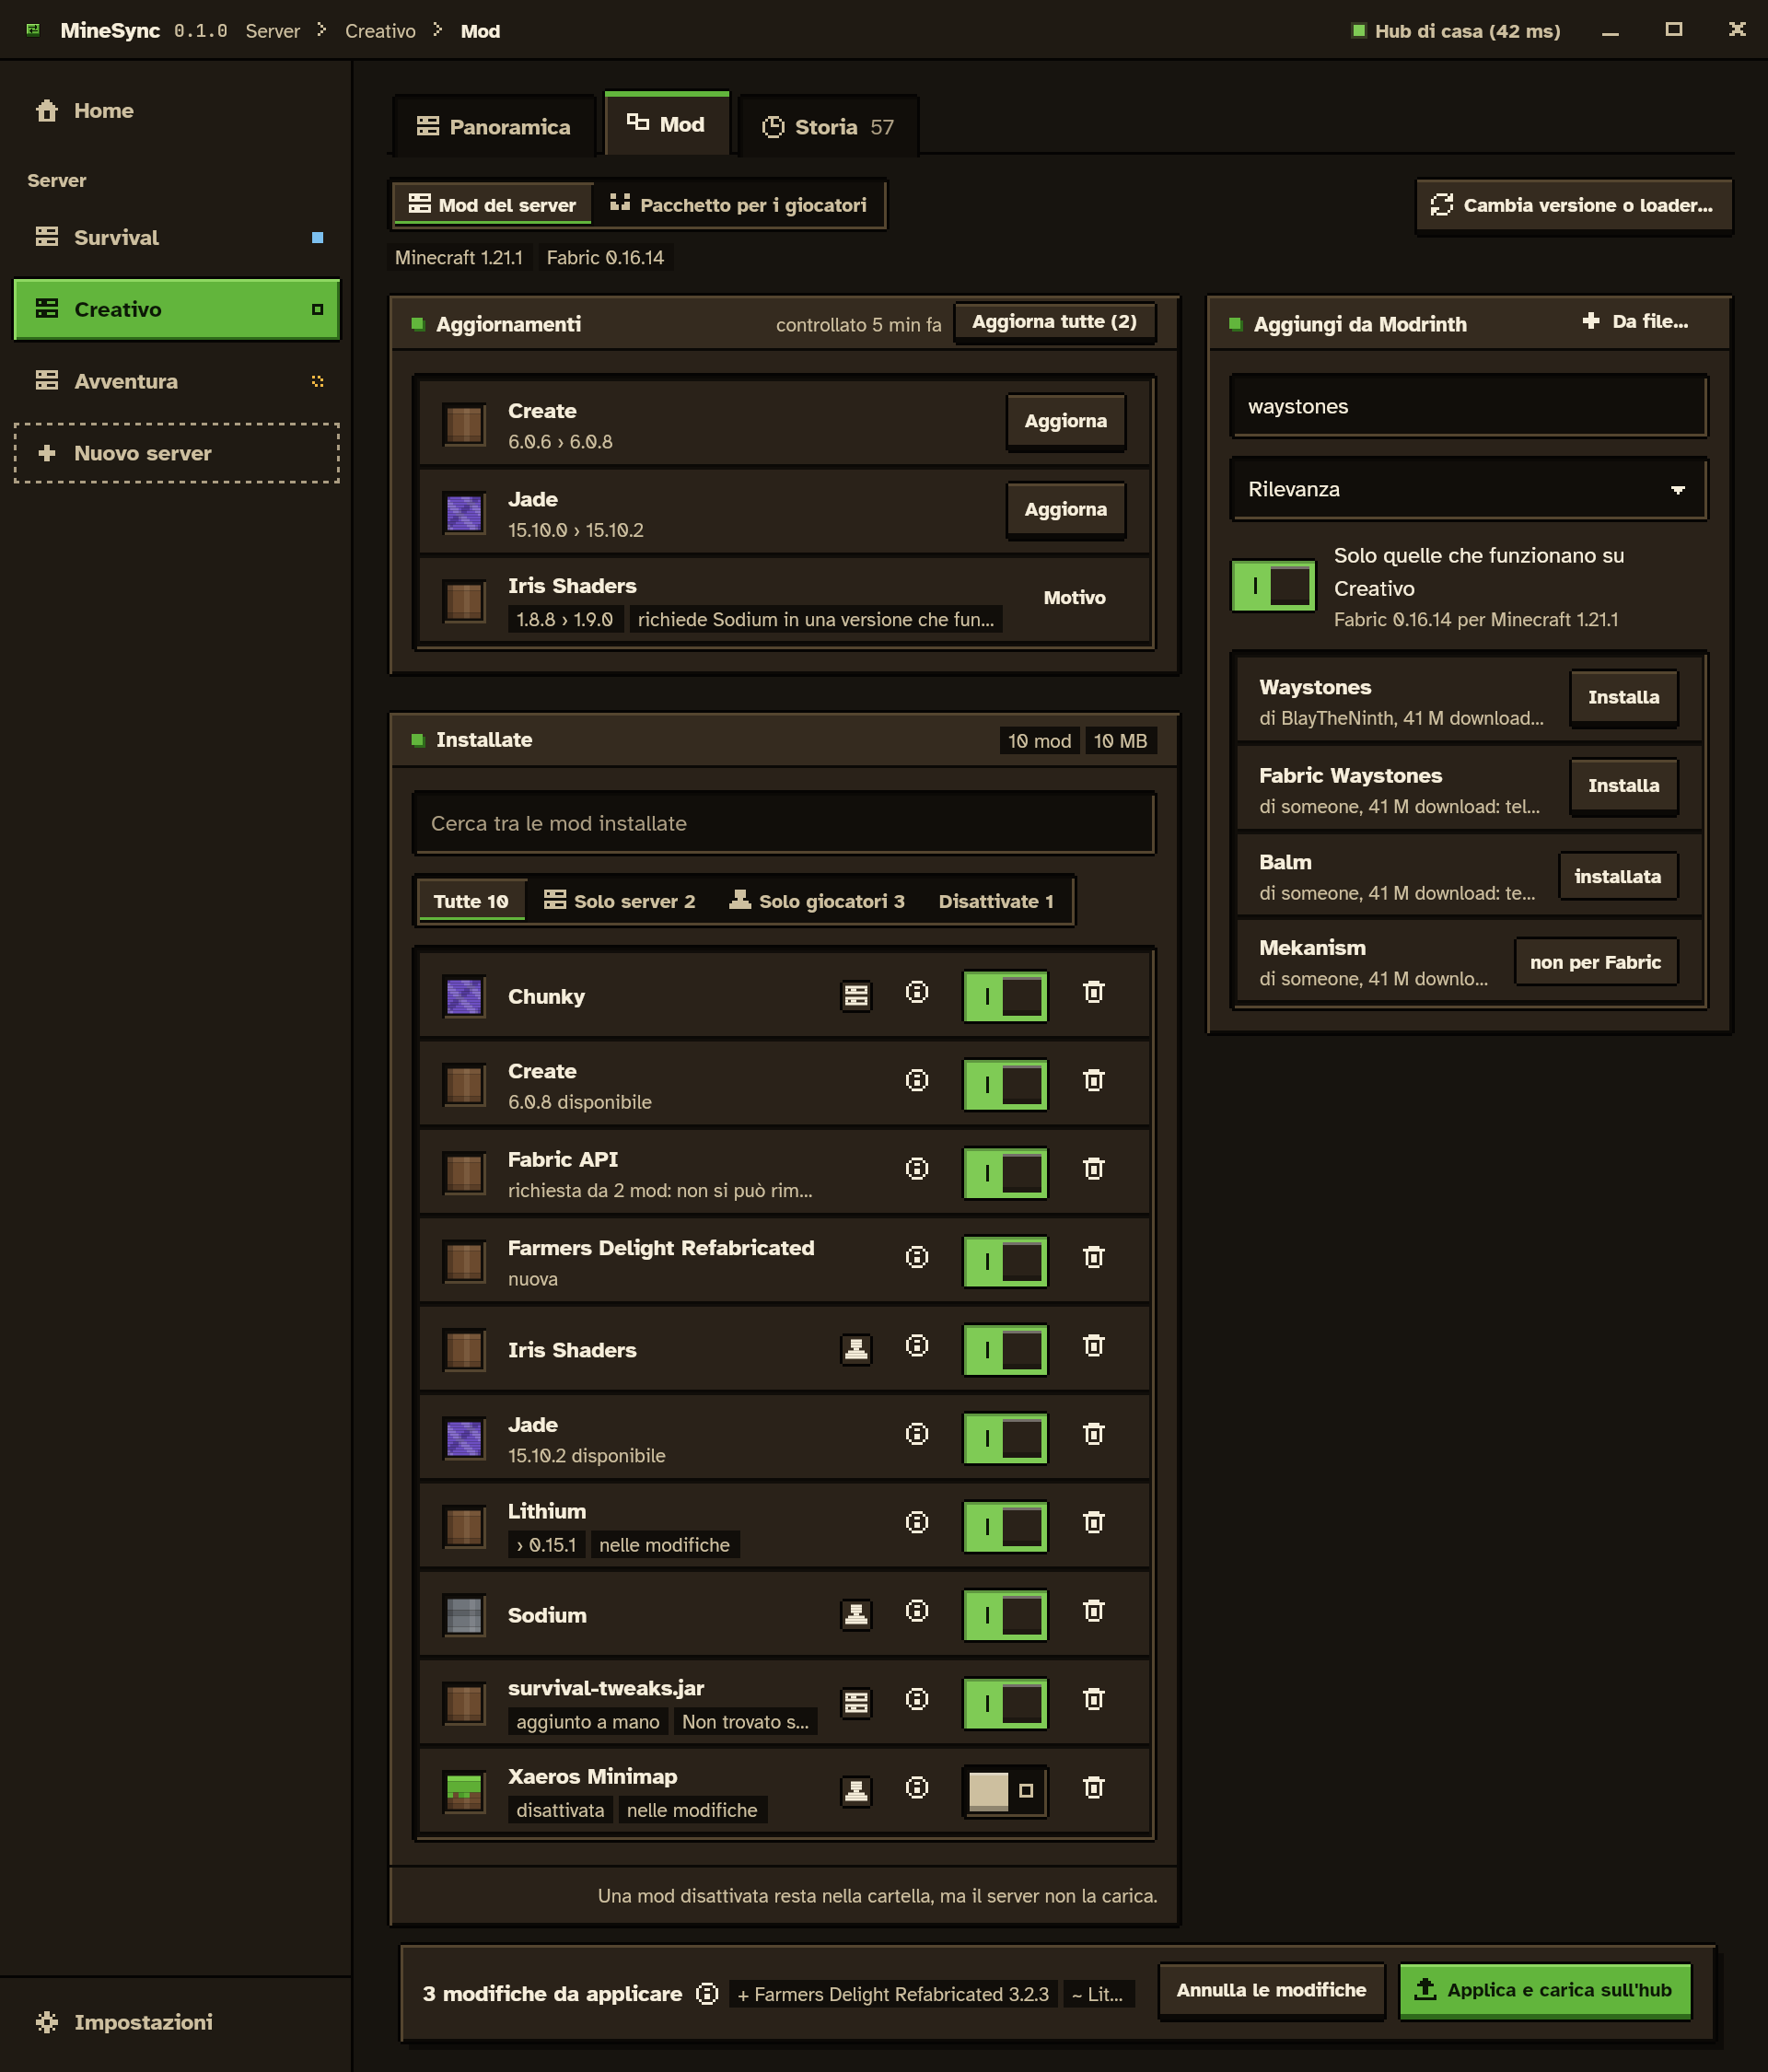 MineSync 0.1.0 Server Creativo Mod
Hub di casa (42 ms)
Home
Server
Survival
Creativo
Avventura
Nuovo server
Impostazioni
Panoramica
Mod
Storia 57
Mod del server
Pacchetto per i giocatori
Cambia versione o loader...
Minecraft 1.21.1
Fabric 0.16.14
Aggiornamenti
controllato 5 min fa
Aggiorna tutte (2)
Create
6.0.6 › 6.0.8
Aggiorna
Jade
15.10.0 › 15.10.2
Aggiorna
Iris Shaders
1.8.8 › 1.9.0
richiede Sodium in una versione che fun...
Motivo
Installate
10 mod
10 MB
Cerca tra le mod installate
Tutte 10
Solo server 2
Solo giocatori 3
Disattivate 1
Chunky
Create
6.0.8 disponibile
Fabric API
richiesta da 2 mod: non si può rim...
Farmers Delight Refabricated
nuova
Iris Shaders
Jade
15.10.2 disponibile
Lithium
› 0.15.1
nelle modifiche
Sodium
survival-tweaks.jar
aggiunto a mano
Non trovato s...
Xaeros Minimap
disattivata
nelle modifiche
Una mod disattivata resta nella cartella, ma il server non la carica.
Aggiungi da Modrinth
Da file...
waystones
Rilevanza
Solo quelle che funzionano su
Creativo
Fabric 0.16.14 per Minecraft 1.21.1
Waystones
di BlayTheNinth, 41 M download...
Installa
Fabric Waystones
di someone, 41 M download: tel...
Installa
Balm
di someone, 41 M download: te...
installata
Mekanism
di someone, 41 M downlo...
non per Fabric
3 modifiche da applicare
+ Farmers Delight Refabricated 3.2.3
~ Lit...
Annulla le modifiche
Applica e carica sull'hub